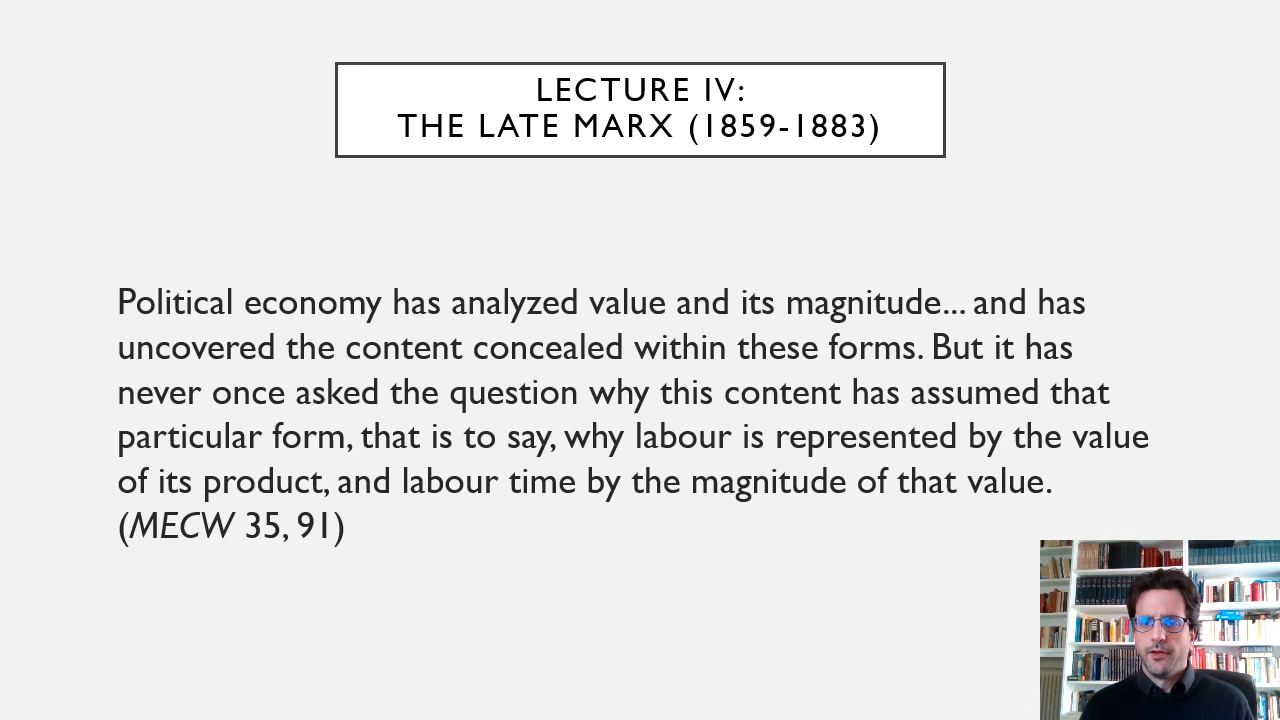 LECTURE IV:
THE LATE MARX (1859-1883)
Political economy has analyzed value and its magnitude... and has
uncovered the content concealed within these forms. But it has
never once asked the question why this content has assumed that
particular form, that is to say, why labour is represented by the value
of its product, and labour time by the magnitude of that value.
(MECW 35, 91)